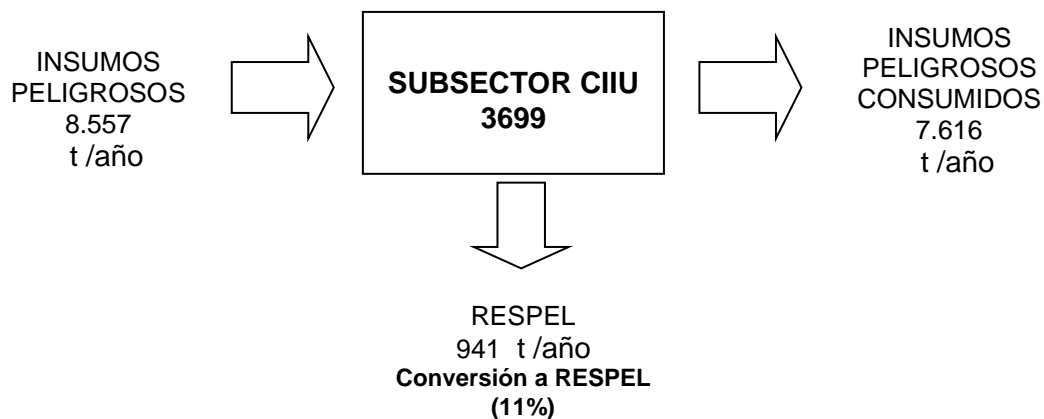 INSUMOS
PELIGROSOS
8.557
t /año
SUBSECTOR CIIU
3699
INSUMOS
PELIGROSOS
CONSUMIDOS
7.616
t /año
RESPEL
941 t /año
Conversión a RESPEL
(11%)